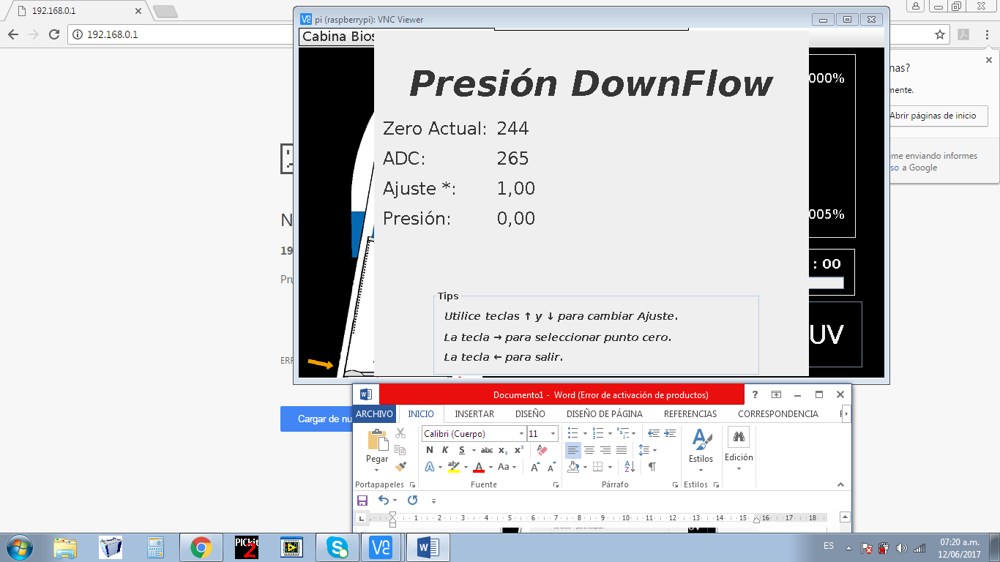 192.168.0.1
192.168.0.1
pi (raspberrypi): VNC Viewer
Cabina Bios
Presión DownFlow
Zero Actual: 244
ADC: 265
Ajuste *: 1,00
Presión: 0,00
Tips
Utilice teclas ↑ y ↓ para cambiar Ajuste.
La tecla → para seleccionar punto cero.
La tecla ← para salir.
000%
005%
: 00
UV
nas?
mente.
Abrir páginas de inicio
ome enviando informes
so a Google
N
19
Pru
ERR
Cargar de nu
Documento1 - Word (Error de activación de productos)
ARCHIVO INICIO INSERTAR DISEÑO DISEÑO DE PÁGINA REFERENCIAS CORRESPONDENCIA
Calibri (Cuerpo) 11
Pegar
N K S abc x₂ x²
A ab A Aa A A
Estilos
Edición
Portapapeles Fuente Párrafo Estilos
1 2 3 4 5 6 7 8 9 10 11 12 13 14 15 16 17 18
PICkit 2
ES
07:20 a.m.
12/06/2017